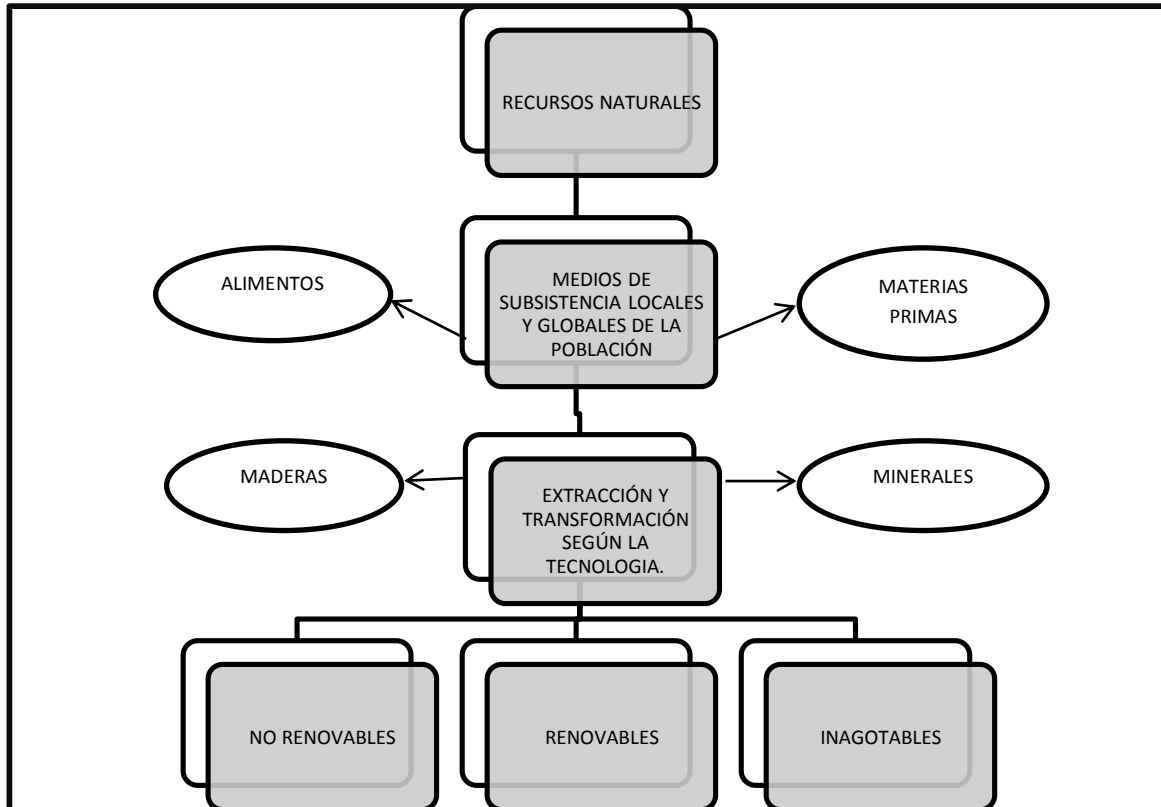 RECURSOS NATURALES
ALIMENTOS
MEDIOS DE
SUBSISTENCIA LOCALES
Y GLOBALES DE LA
POBLACIÓN
MATERIAS
PRIMAS
MADERAS
EXTRACCIÓN Y
TRANSFORMACIÓN
SEGÚN LA
TECNOLOGIA.
MINERALES
NO RENOVABLES
RENOVABLES
INAGOTABLES